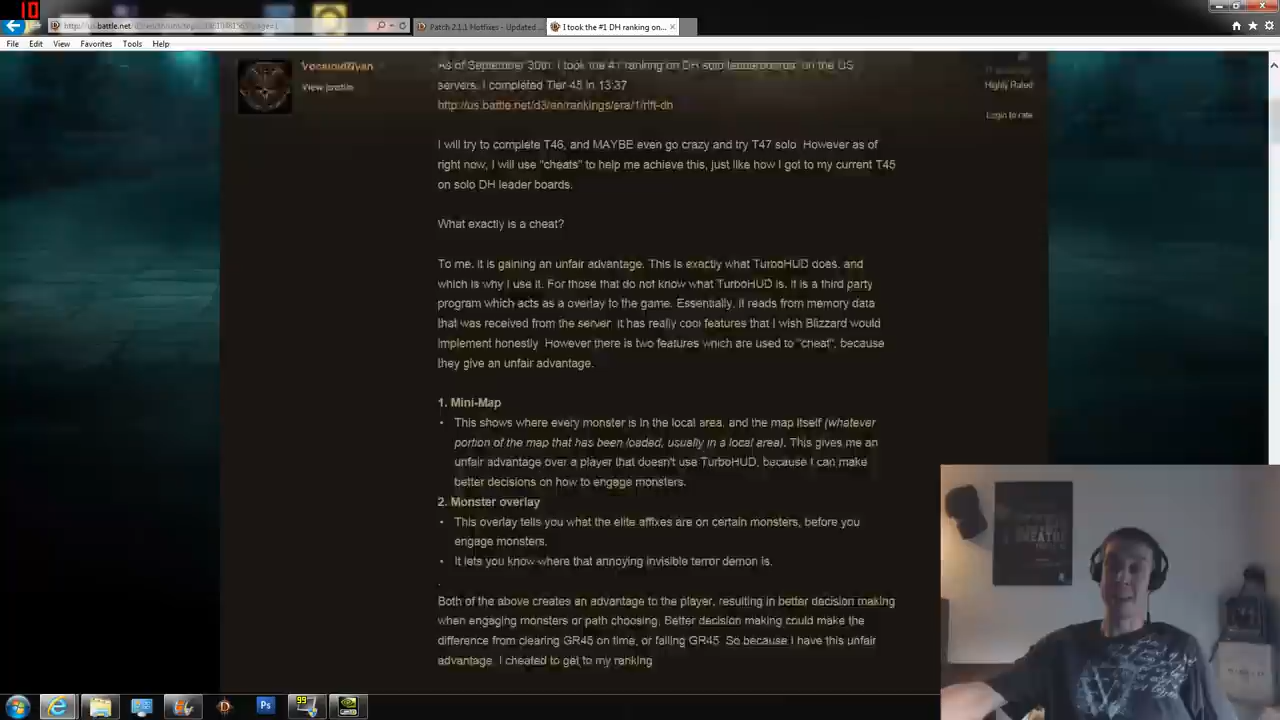 10
Patch 2.1.1 Hotfixes - Updated ...
I took the #1 DH ranking on...
File Edit View Favorites Tools Help
View profile
As of September 30th, I took the #1 ranking on DH solo leaderboards, on the US
servers. I completed Tier 45 in 13:37
http://us.battle.net/d3/en/rankings/era/1/rift-dh
Highly Rated
Login to rate
I will try to complete T46, and MAYBE even go crazy and try T47 solo. However as of
right now, I will use "cheats" to help me achieve this, just like how I got to my current T45
on solo DH leader boards.
What exactly is a cheat?
To me, it is gaining an unfair advantage. This is exactly what TurboHUD does, and
which is why I use it. For those that do not know what TurboHUD is. It is a third party
program which acts as a overlay to the game. Essentially, it reads from memory data
that was received from the server. It has really cool features that I wish Blizzard would
implement honestly. However there is two features which are used to "cheat", because
they give an unfair advantage.
1. Mini-Map
• This shows where every monster is in the local area, and the map itself (whatever
portion of the map that has been loaded, usually in a local area). This gives me an
unfair advantage over a player that doesn't use TurboHUD, because I can make
better decisions on how to engage monsters.
2. Monster overlay
• This overlay tells you what the elite affixes are on certain monsters, before you
engage monsters.
• It lets you know where that annoying invisible terror demon is.
.
Both of the above creates an advantage to the player, resulting in better decision making
when engaging monsters or path choosing. Better decision making could make the
difference from clearing GR45 on time, or failing GR45. So because I have this unfair
advantage. I cheated to get to my ranking
Ps
99